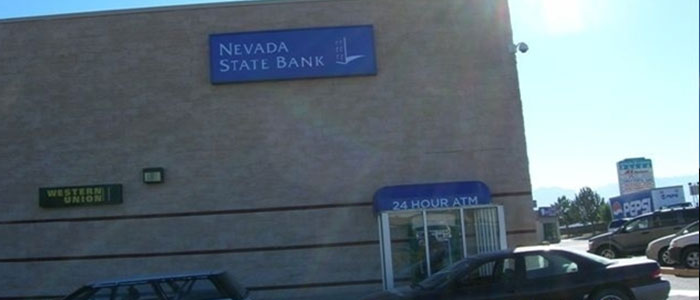 NEVADA
STATE BANK
WESTERN
UNION
24 HOUR ATM
PEPSI